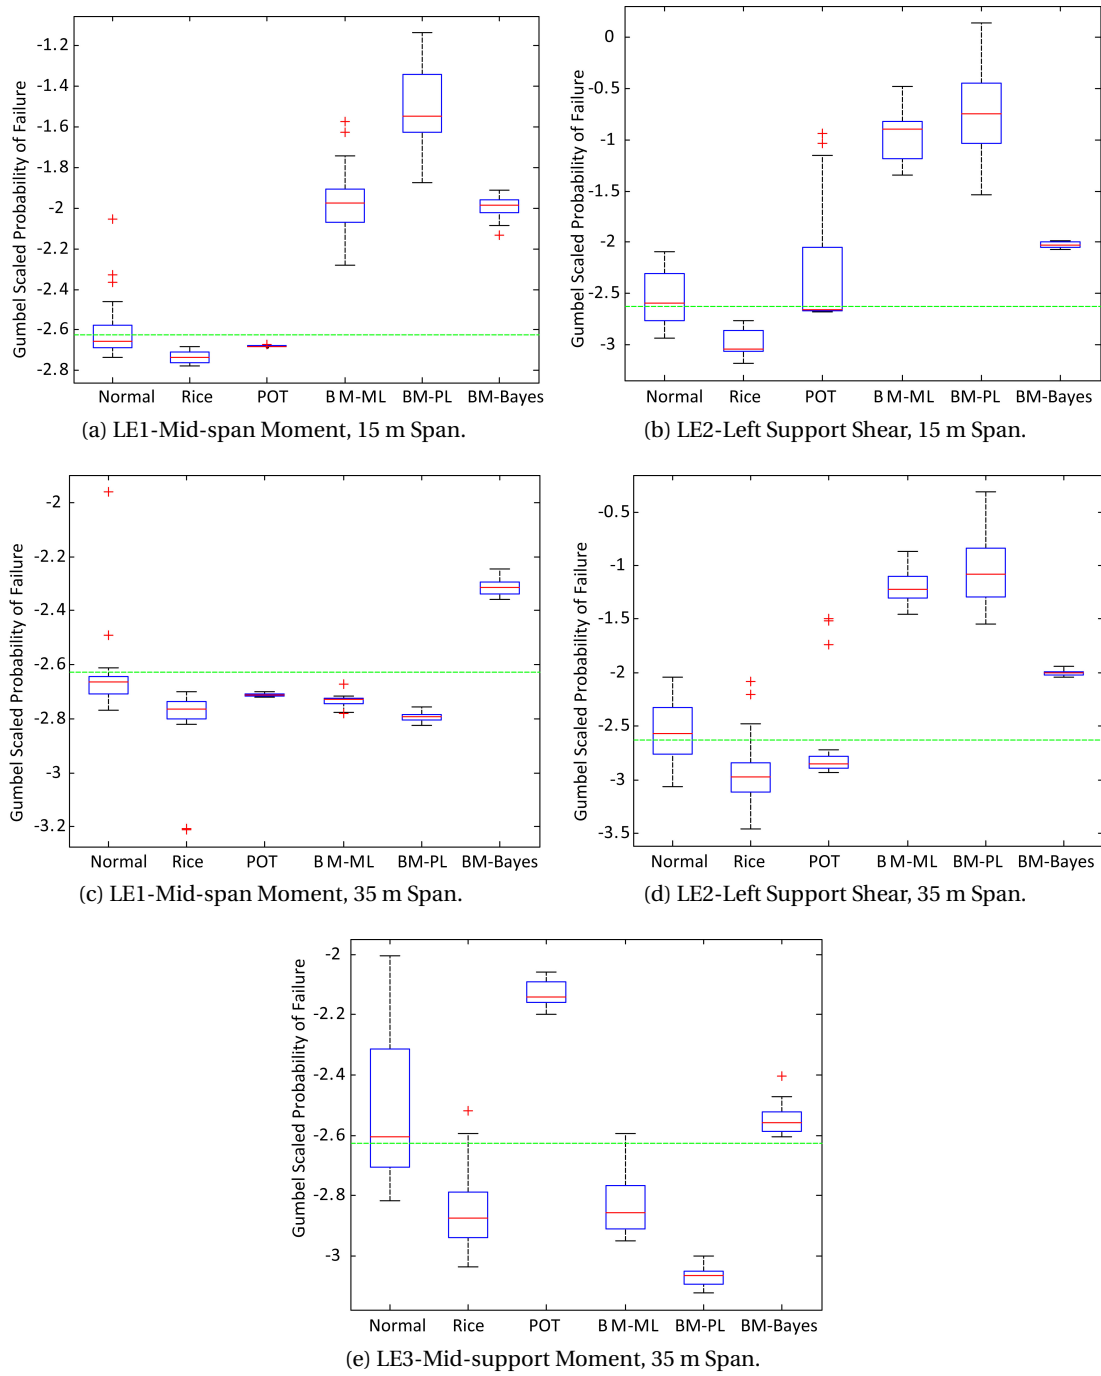 Gumbel Scaled Probability of Failure
-1.2
-1.4
-1.6
-1.8
-2
-2.2
-2.4
-2.6
-2.8
Normal Rice POT B M-ML BM-PL BM-Bayes
(a) LE1-Mid-span Moment, 15 m Span.
Gumbel Scaled Probability of Failure
0
-0.5
-1
-1.5
-2
-2.5
-3
Normal Rice POT B M-ML BM-PL BM-Bayes
(b) LE2-Left Support Shear, 15 m Span.
Gumbel Scaled Probability of Failure
-2
-2.2
-2.4
-2.6
-2.8
-3
-3.2
Normal Rice POT B M-ML BM-PL BM-Bayes
(c) LE1-Mid-span Moment, 35 m Span.
Gumbel Scaled Probability of Failure
-0.5
-1
-1.5
-2
-2.5
-3
-3.5
Normal Rice POT B M-ML BM-PL BM-Bayes
(d) LE2-Left Support Shear, 35 m Span.
Gumbel Scaled Probability of Failure
-2
-2.2
-2.4
-2.6
-2.8
-3
Normal Rice POT B M-ML BM-PL BM-Bayes
(e) LE3-Mid-support Moment, 35 m Span.